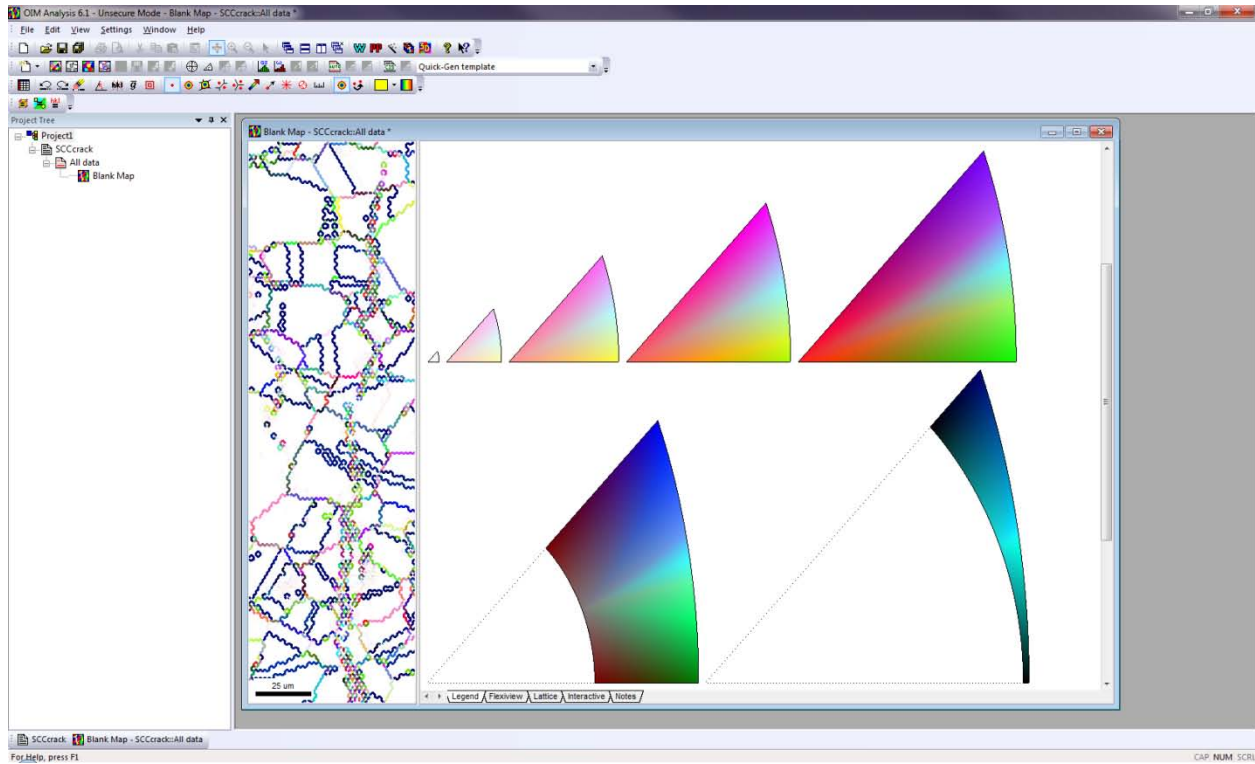 OIM Analysis 6.1 - Unsecure Mode - Blank Map - SCCcrack::All data *
File Edit View Settings Window Help
Quick-Gen template
Project Tree
Project1
SCCcrack
All data
Blank Map
Blank Map - SCCcrack::All data *
25 um
Legend Flexiview Lattice Interactive Notes
SCCcrack Blank Map - SCCcrack::All data
For Help, press F1
CAP NUM SCRL